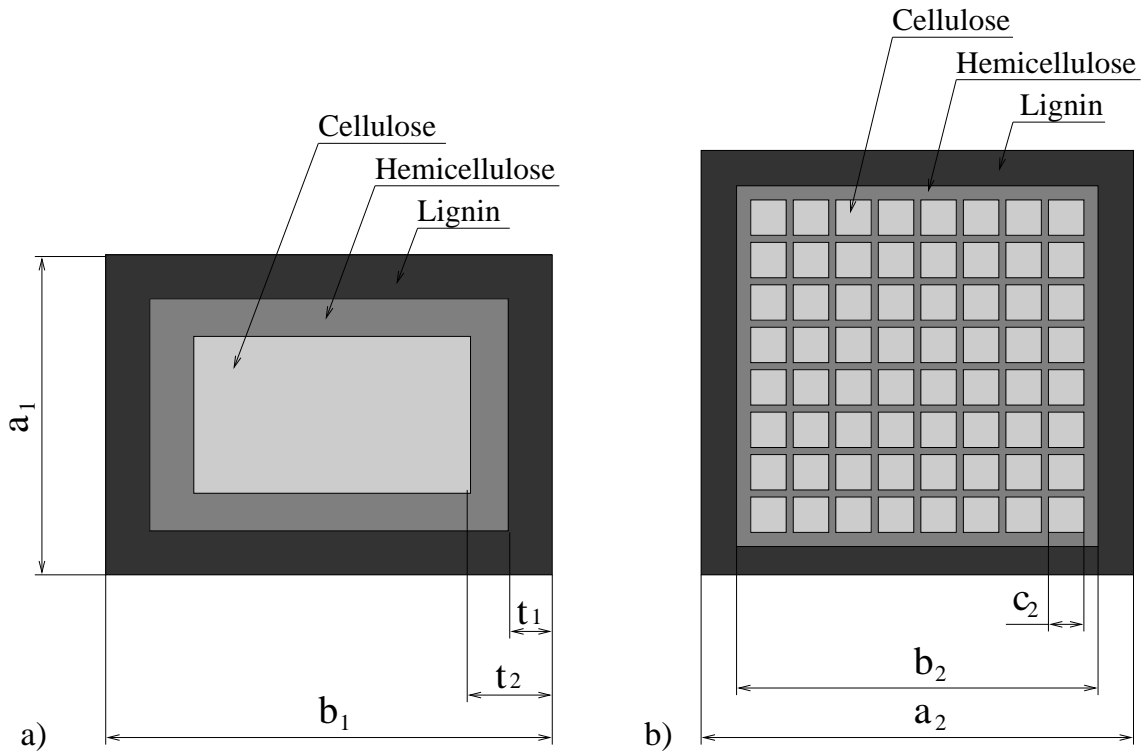 Cellulose
Hemicellulose
Lignin
a1
t1
t2
b1
a)
Cellulose
Hemicellulose
Lignin
c2
b2
a2
b)